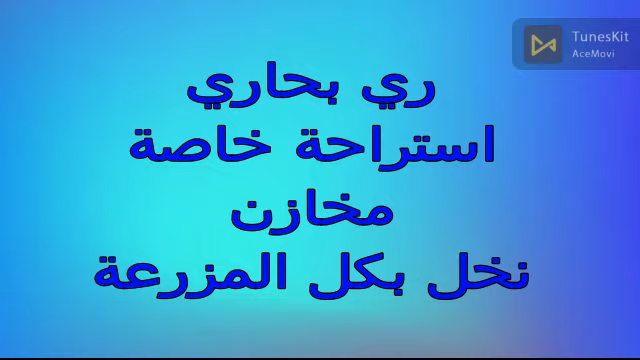 TunesKit
AceMovi
ري بحاري
استراحة خاصة
مخازن
نخل بكل المزرعة